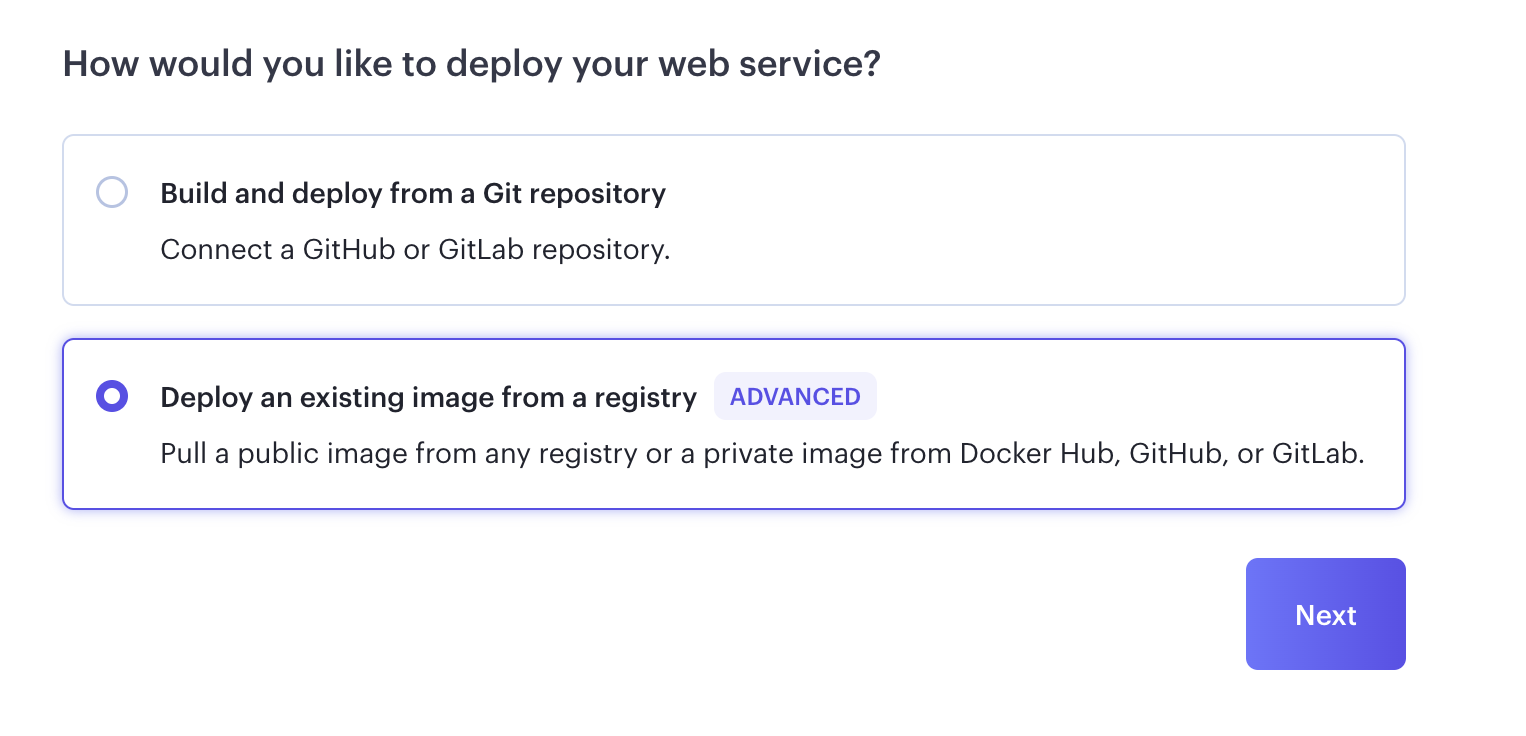 How would you like to deploy your web service?
Build and deploy from a Git repository
Connect a GitHub or GitLab repository.
Deploy an existing image from a registry ADVANCED
Pull a public image from any registry or a private image from Docker Hub, GitHub, or GitLab.
Next